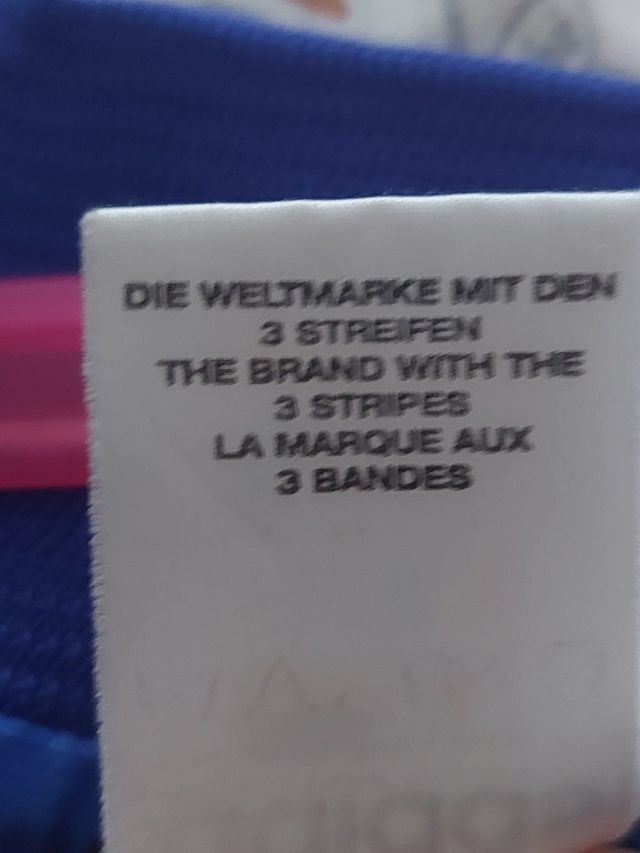 DIE WELTMARKE MIT DEN
3 STREIFEN
THE BRAND WITH THE
3 STRIPES
LA MARQUE AUX
3 BANDES